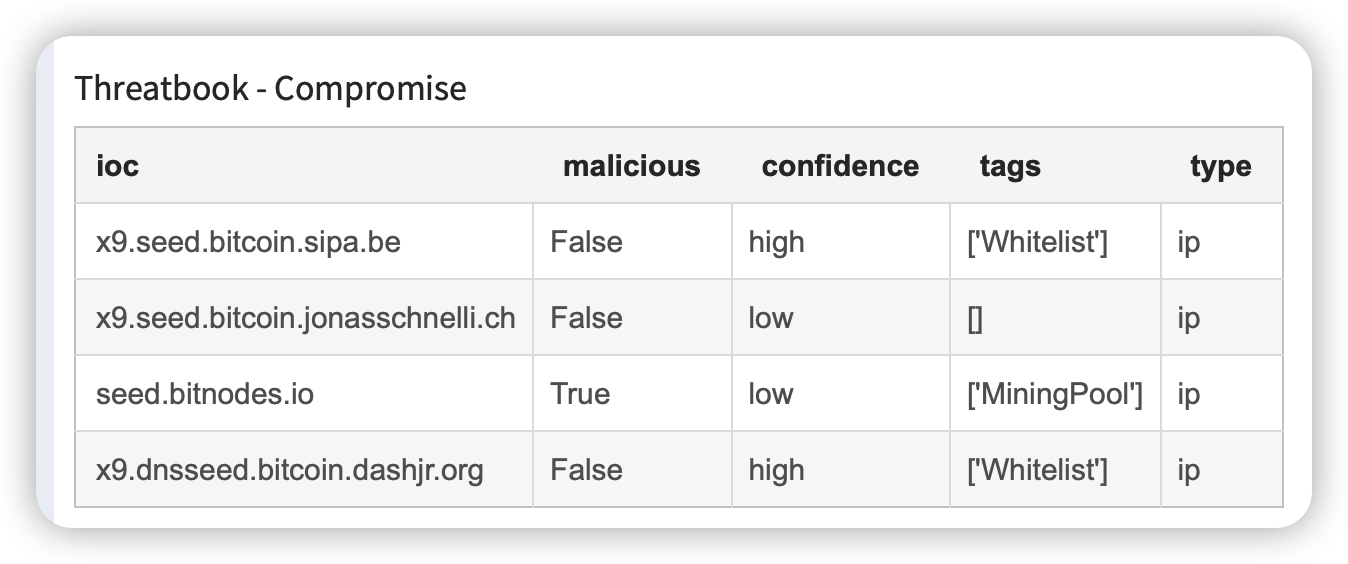 Threatbook - Compromise
ioc malicious confidence tags type
x9.seed.bitcoin.sipa.be False high ['Whitelist'] ip
x9.seed.bitcoin.jonasschnelli.ch False low [] ip
seed.bitnodes.io True low ['MiningPool'] ip
x9.dnsseed.bitcoin.dashjr.org False high ['Whitelist'] ip